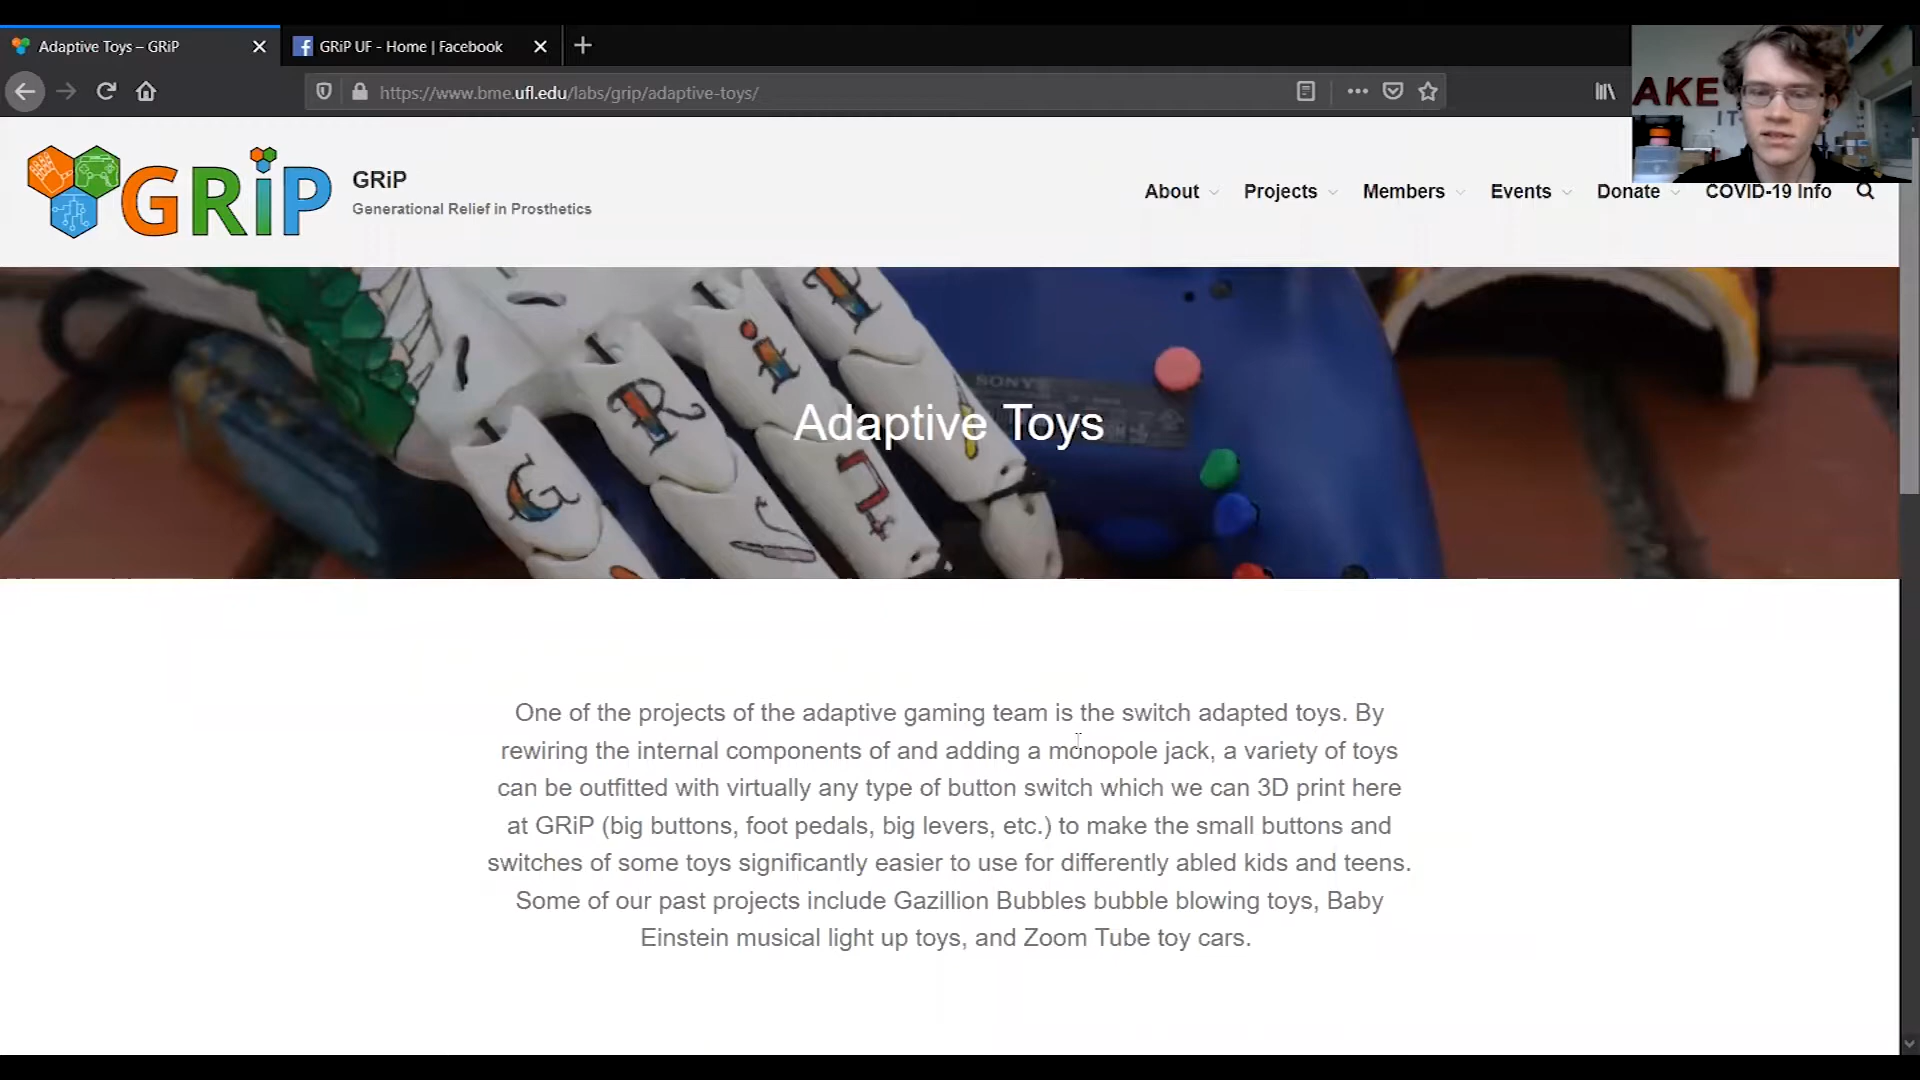 Adaptive Toys – GRiP
GRiP UF - Home | Facebook
https://www.bme.ufl.edu/labs/grip/adaptive-toys/
AKE
IT
GRiP
GRiP
Generational Relief in Prosthetics
About
Projects
Members
Events
Donate
COVID-19 Info
G R i P
SONY
Adaptive Toys
One of the projects of the adaptive gaming team is the switch adapted toys. By
rewiring the internal components of and adding a monopole jack, a variety of toys
can be outfitted with virtually any type of button switch which we can 3D print here
at GRiP (big buttons, foot pedals, big levers, etc.) to make the small buttons and
switches of some toys significantly easier to use for differently abled kids and teens.
Some of our past projects include Gazillion Bubbles bubble blowing toys, Baby
Einstein musical light up toys, and Zoom Tube toy cars.